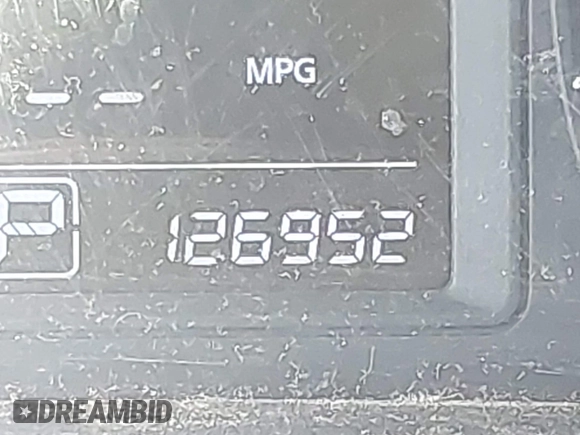 MPG
-- --
P 126952
DREAMBID